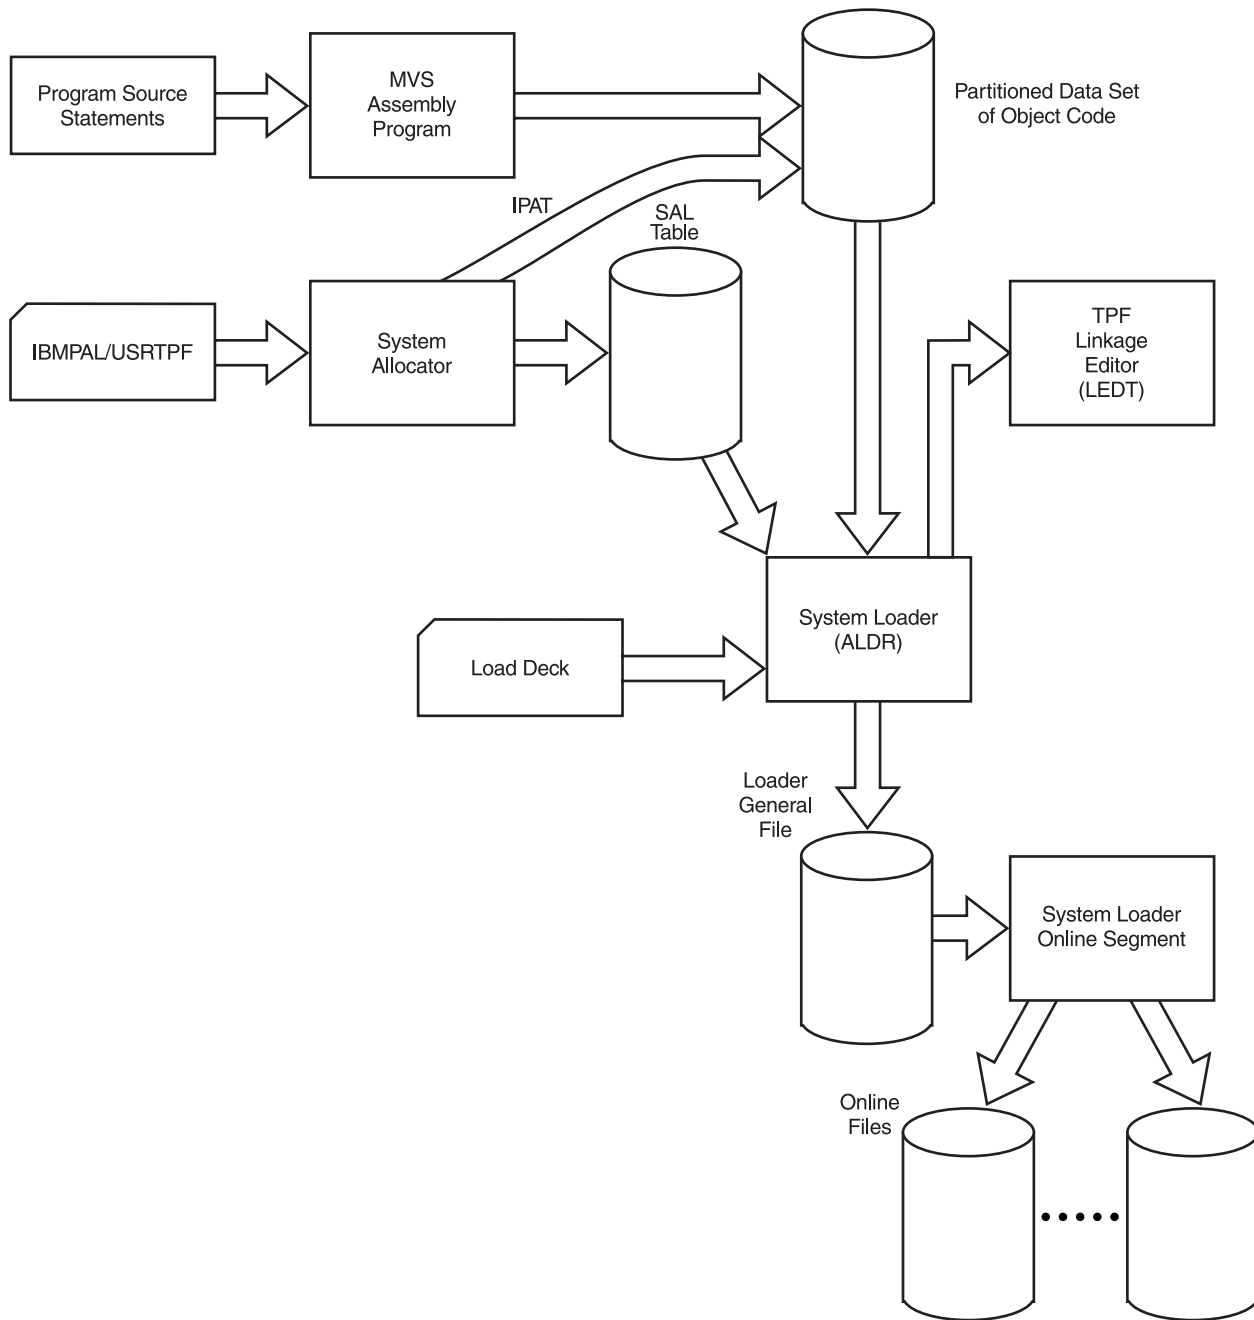 Program Source
Statements
MVS
Assembly
Program
Partitioned Data Set
of Object Code
IPAT
SAL
Table
IBMPAL/USRTPF
System
Allocator
TPF
Linkage
Editor
(LEDT)
System Loader
(ALDR)
Load Deck
Loader
General
File
System Loader
Online Segment
Online
Files